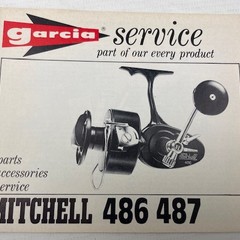 garcia
service
part of our every product
parts
accessories
service
MITCHELL 486 487